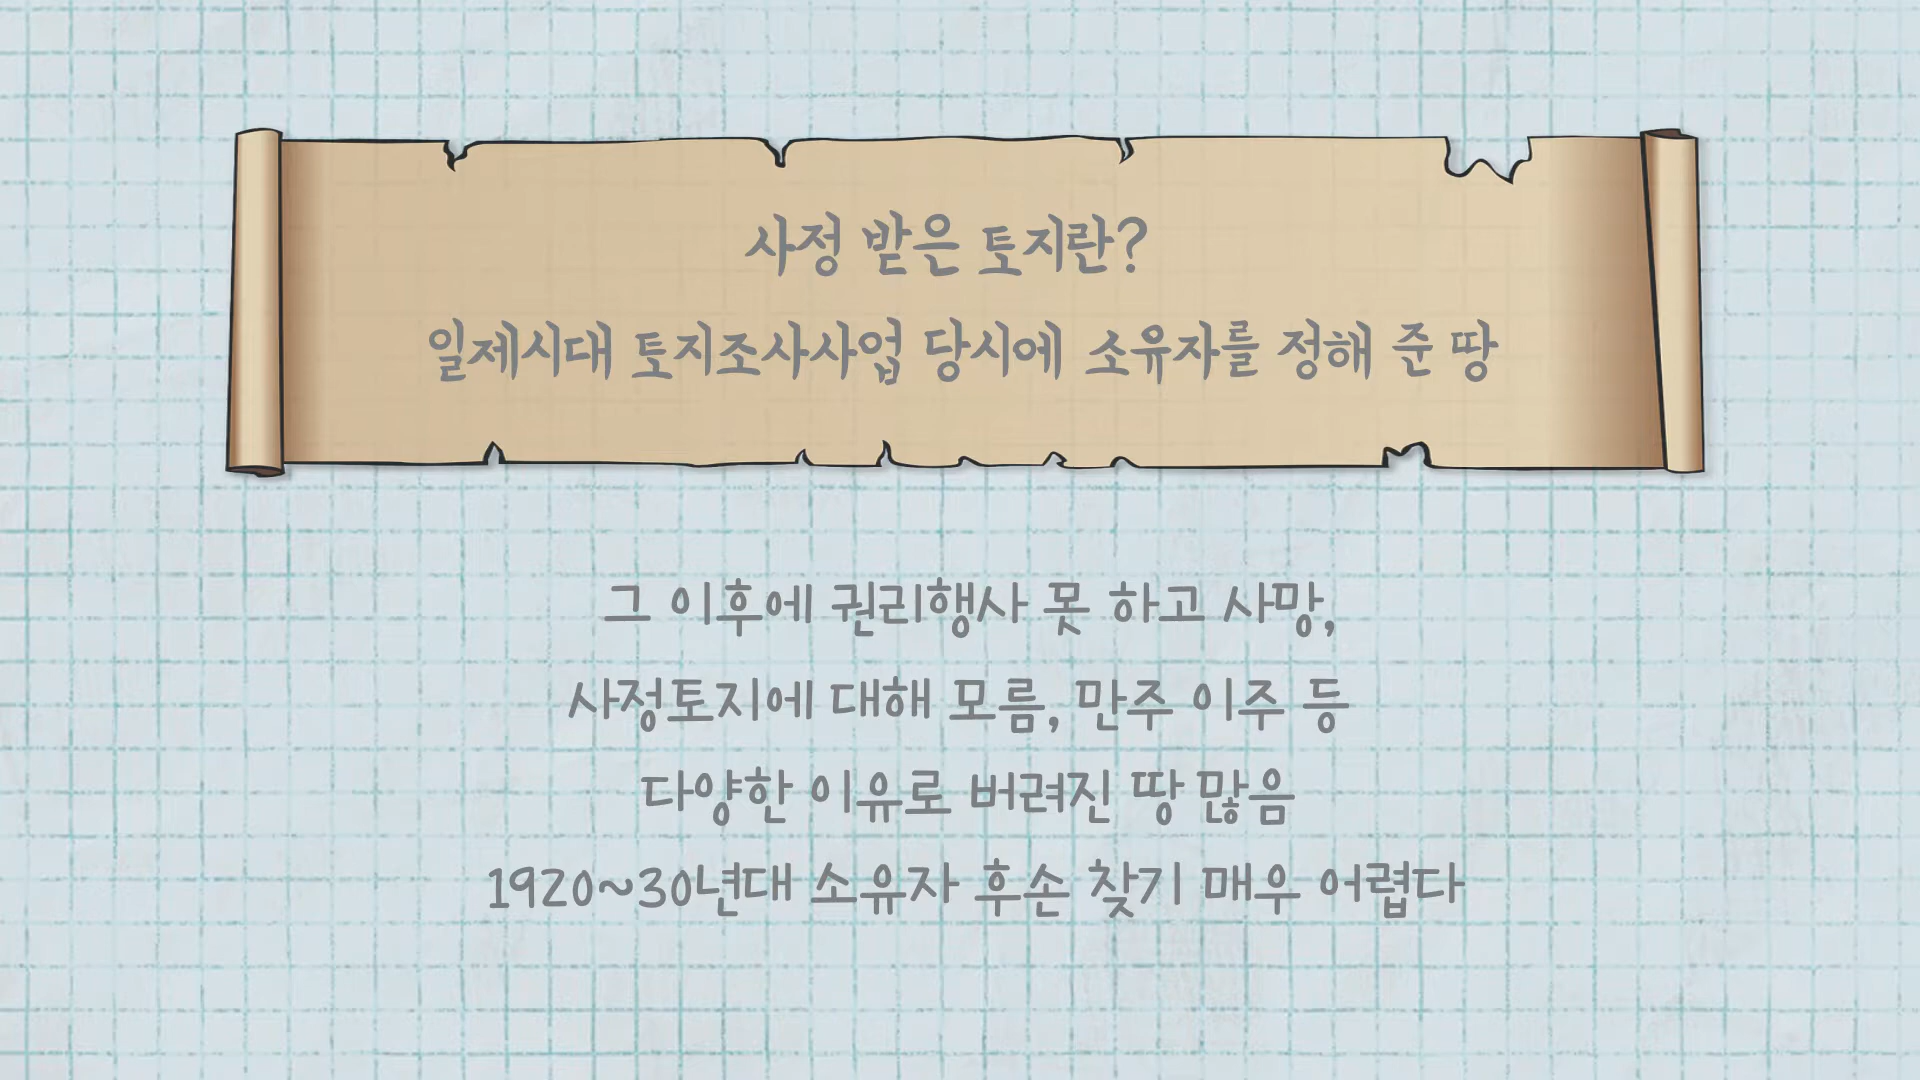 사정 받은 토지란?
일제시대 토지조사사업 당시에 소유자를 정해 준 땅
그 이후에 권리행사 못 하고 사망,
사정토지에 대해 모름, 만주 이주 등
다양한 이유로 버려진 땅 많음
1920~30년대 소유자 후손 찾기 매우 어렵다